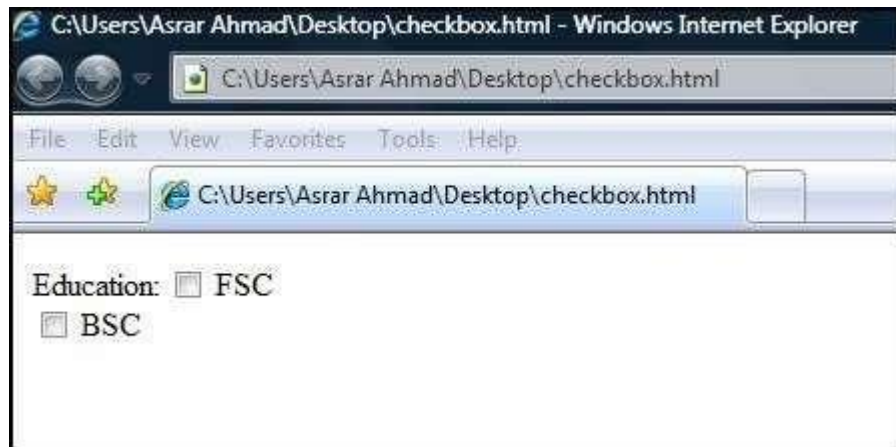 C:\Users\Asrar Ahmad\Desktop\checkbox.html - Windows Internet Explorer
C:\Users\Asrar Ahmad\Desktop\checkbox.html
File Edit View Favorites Tools Help
C:\Users\Asrar Ahmad\Desktop\checkbox.html
Education: FSC
BSC